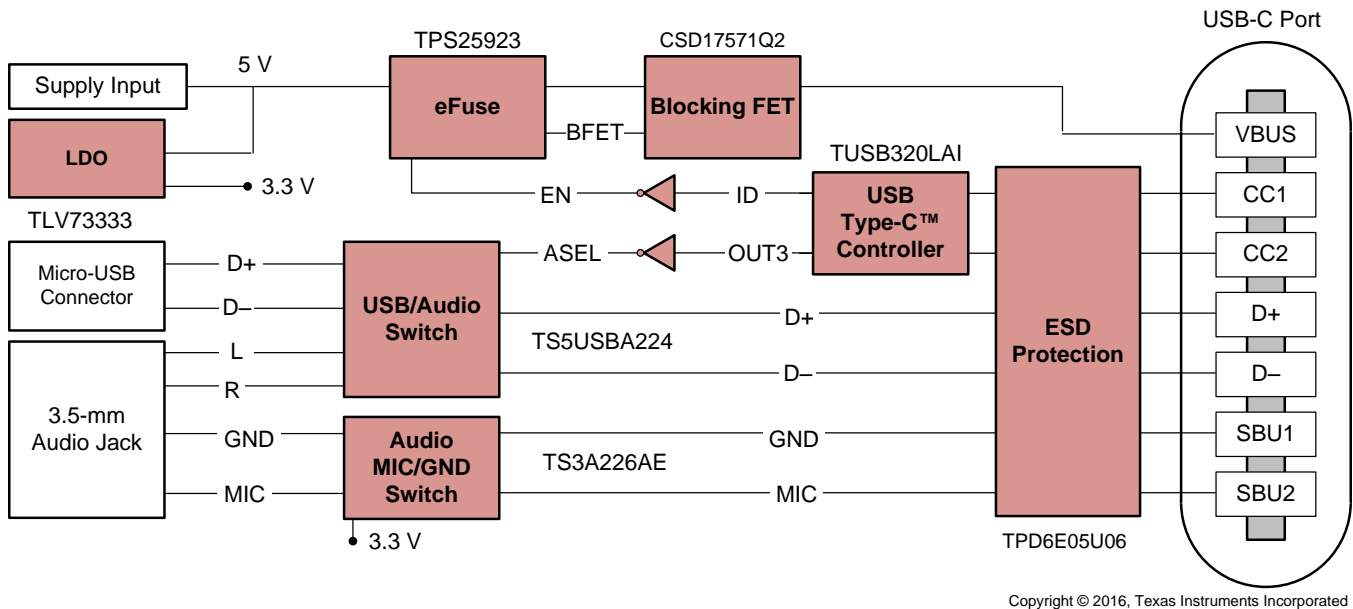 USB-C Port
TPS25923
CSD17571Q2
5 V
Supply Input
eFuse
Blocking FET
BFET
VBUS
LDO
3.3 V
TLV73333
TUSB320LAI
EN
ID
USB
Type-C™
Controller
CC1
ASEL
OUT3
CC2
Micro-USB
Connector
D+
D–
USB/Audio
Switch
TS5USBA224
D+
D–
ESD
Protection
D+
D–
3.5-mm
Audio Jack
L
R
GND
MIC
Audio
MIC/GND
Switch
TS3A226AE
GND
MIC
SBU1
SBU2
3.3 V
TPD6E05U06
Copyright © 2016, Texas Instruments Incorporated